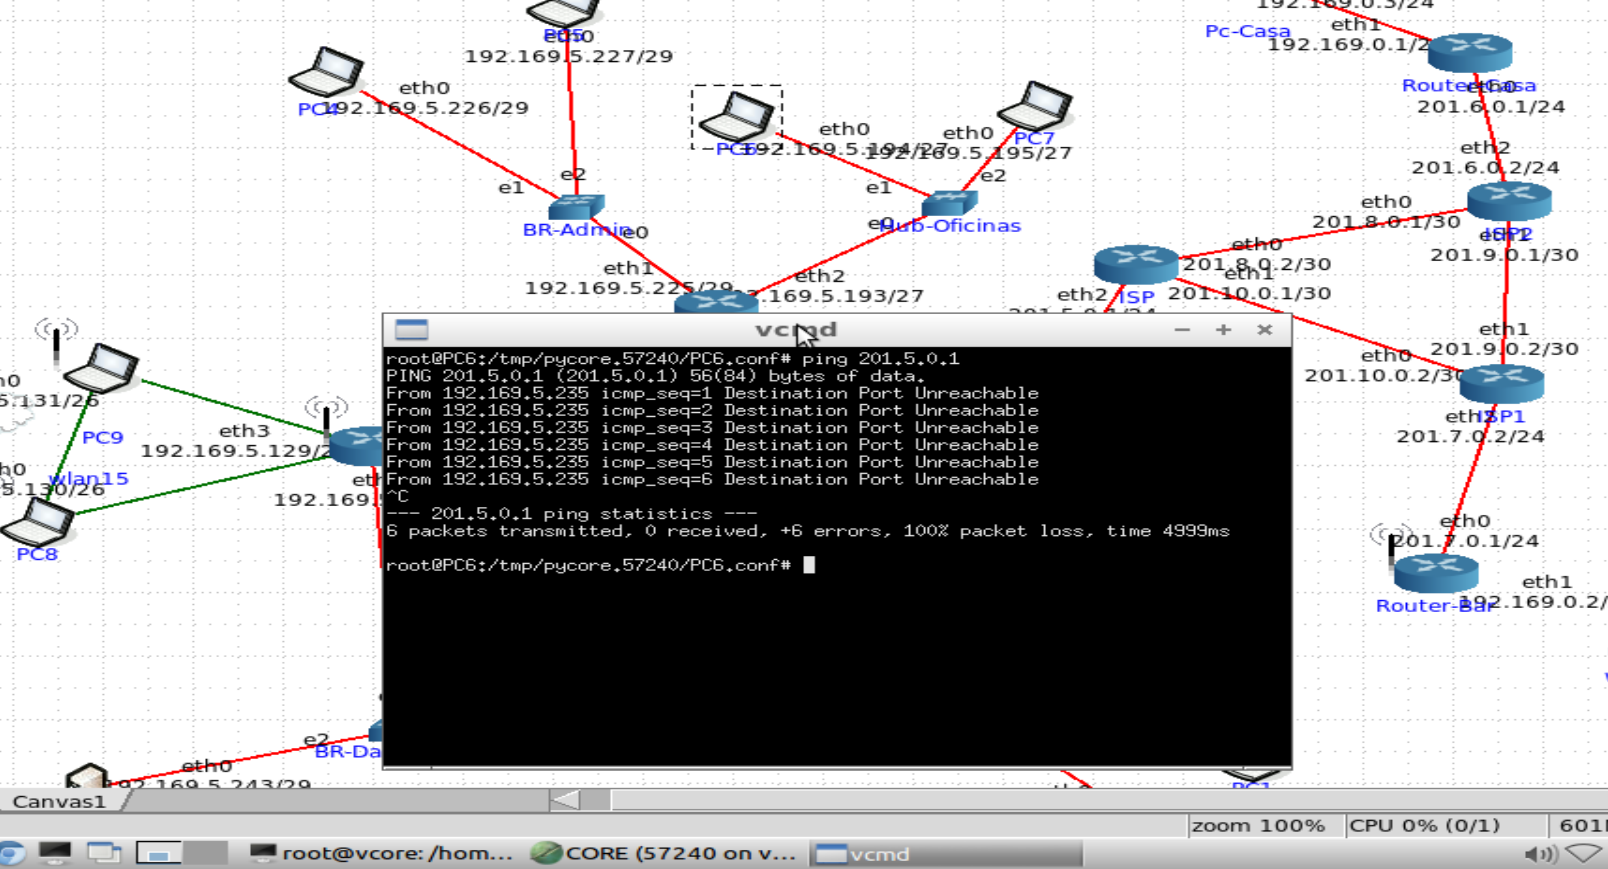 192.169.0.3/24
eth1
Pc-Casa
192.169.0.1/2
PC5
eth0
192.169.5.227/29
eth0
PC4
192.169.5.226/29
Router-Casa
eth0
201.6.0.1/24
eth0
eth0
PC7
PC6
192.169.5.194/27
192.169.5.195/27
eth2
201.6.0.2/24
e2
e1
e2
e1
eth0
201.8.0.1/30
BR-Admin
e0
e0
Hub-Oficinas
ISP2
eth1
201.9.0.1/30
eth0
201.8.0.2/30
eth1
eth1
192.169.5.225/29
eth2
.169.5.193/27
eth2
ISP
201.10.0.1/30
201.5.0.1/24
vcmd
eth1
201.9.0.2/30
root@PC6:/tmp/pycore.57240/PC6.conf# ping 201.5.0.1
PING 201.5.0.1 (201.5.0.1) 56(84) bytes of data.
From 192.169.5.235 icmp_seq=1 Destination Port Unreachable
From 192.169.5.235 icmp_seq=2 Destination Port Unreachable
From 192.169.5.235 icmp_seq=3 Destination Port Unreachable
From 192.169.5.235 icmp_seq=4 Destination Port Unreachable
From 192.169.5.235 icmp_seq=5 Destination Port Unreachable
From 192.169.5.235 icmp_seq=6 Destination Port Unreachable
^C
--- 201.5.0.1 ping statistics ---
6 packets transmitted, 0 received, +6 errors, 100% packet loss, time 4999ms
root@PC6:/tmp/pycore.57240/PC6.conf#
eth0
201.10.0.2/30
ISP1
201.7.0.2/24
h0
5.131/26
PC9
eth3
192.169.5.129/2
h0
wlan15
5.130/26
eth
192.169.
PC8
eth0
201.7.0.1/24
eth1
Router-Bar
192.169.0.2/
e2
BR-Da
eth0
192.169.5.243/29
PC1
Canvas1
zoom 100%
CPU 0% (0/1)
601
root@vcore: /hom...
CORE (57240 on v...
vcmd